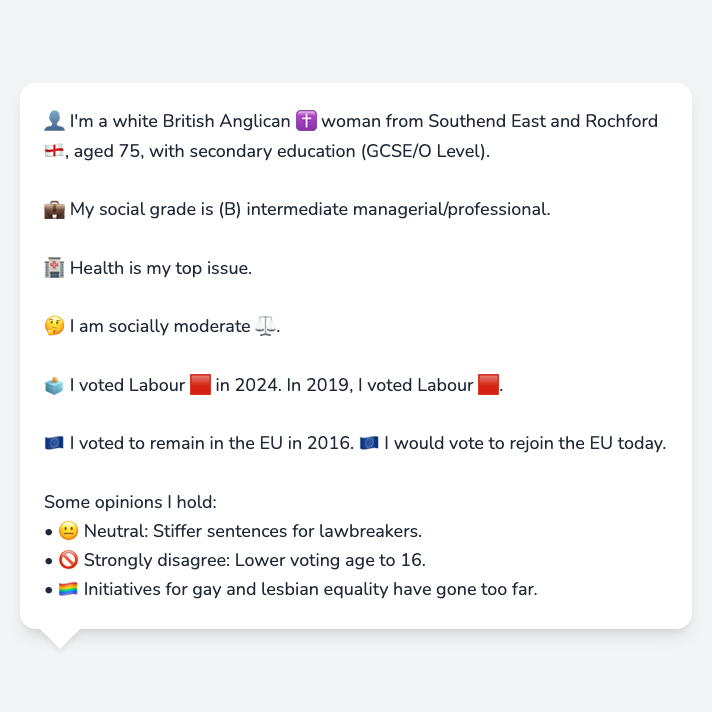 👤 I'm a white British Anglican ✝️ woman from Southend East and Rochford
🏴󠁧󠁢󠁥󠁮󠁧󠁿, aged 75, with secondary education (GCSE/O Level).
💼 My social grade is (B) intermediate managerial/professional.
🏥 Health is my top issue.
🤔 I am socially moderate ⚖️.
🗳️ I voted Labour 🟥 in 2024. In 2019, I voted Labour 🟥.
🇪🇺 I voted to remain in the EU in 2016. 🇪🇺 I would vote to rejoin the EU today.
Some opinions I hold:
• 😐 Neutral: Stiffer sentences for lawbreakers.
• 🚫 Strongly disagree: Lower voting age to 16.
• 🏳️‍🌈 Initiatives for gay and lesbian equality have gone too far.